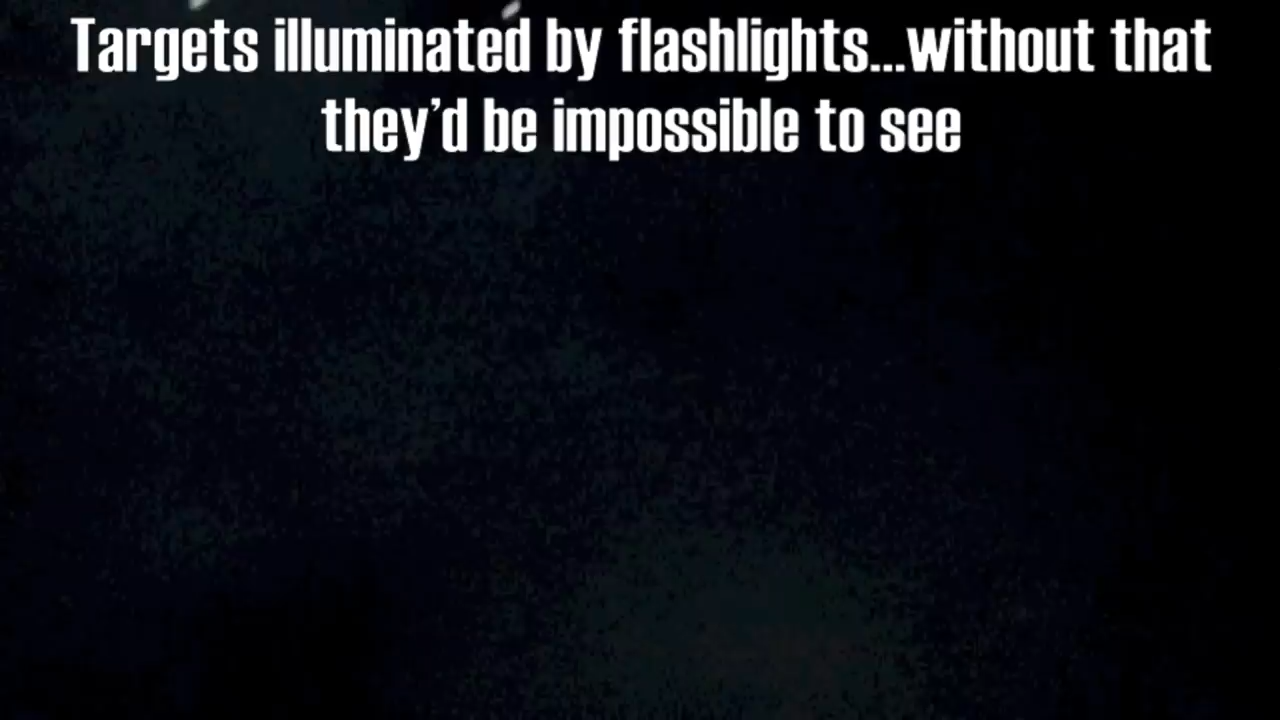 Targets illuminated by flashlights...without that
they’d be impossible to see